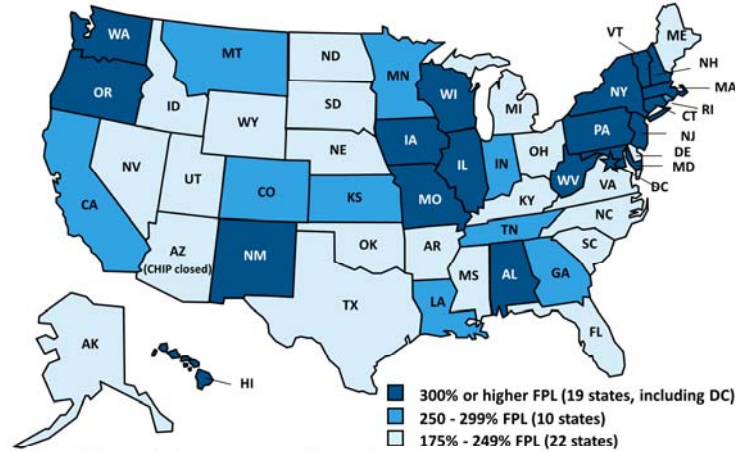 WA
MT
ND
MN
VT
ME
NH
MA
RI
CT
NJ
DE
MD
DC
OR
ID
WY
SD
WI
MI
NY
PA
NV
UT
CO
NE
KS
IA
IL
MO
IN
OH
WV
VA
KY
NC
TN
SC
CA
AZ
(CHIP closed)
NM
OK
AR
TX
LA
MS
AL
GA
FL
AK
HI
300% or higher FPL (19 states, including DC)
250 - 299% FPL (10 states)
175% - 249% FPL (22 states)